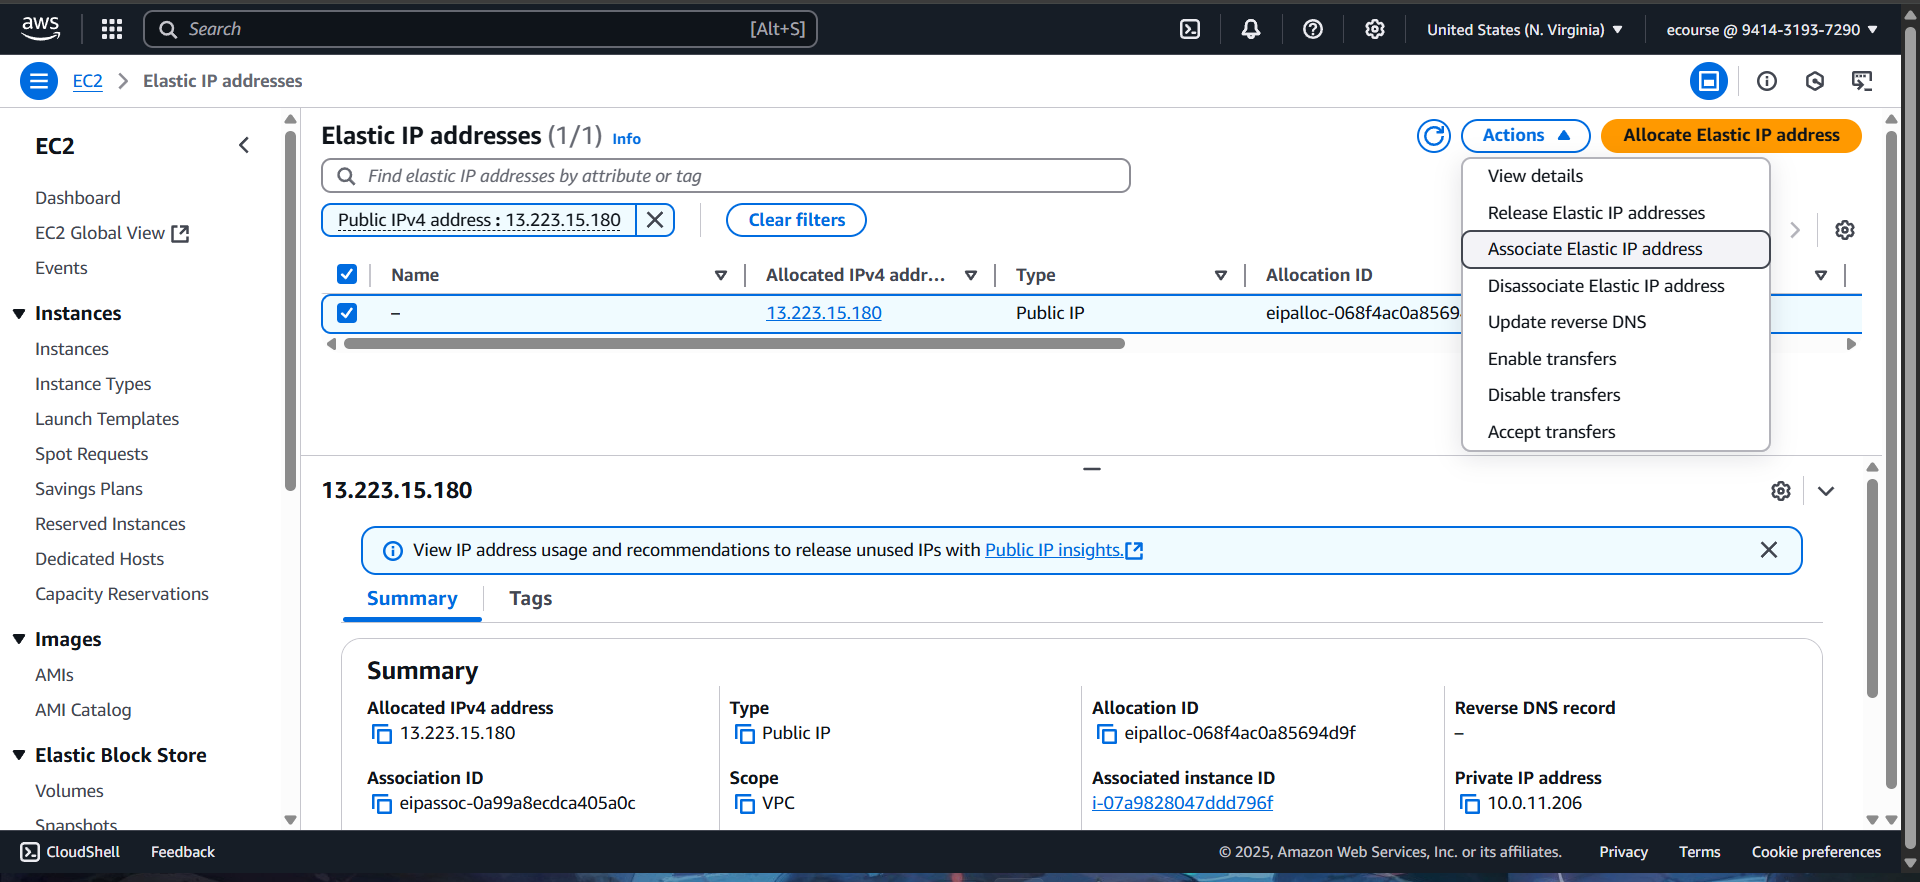 aws
Search [Alt+S]
United States (N. Virginia)
ecourse @ 9414-3193-7290
EC2 Elastic IP addresses
EC2
Dashboard
EC2 Global View
Events
Instances
Instances
Instance Types
Launch Templates
Spot Requests
Savings Plans
Reserved Instances
Dedicated Hosts
Capacity Reservations
Images
AMIs
AMI Catalog
Elastic Block Store
Volumes
Snapshots
Elastic IP addresses (1/1) Info
Actions
Allocate Elastic IP address
Find elastic IP addresses by attribute or tag
Public IPv4 address : 13.223.15.180
Clear filters
View details
Release Elastic IP addresses
Associate Elastic IP address
Disassociate Elastic IP address
Update reverse DNS
Enable transfers
Disable transfers
Accept transfers
Name Allocated IPv4 addr... Type Allocation ID
– 13.223.15.180 Public IP eipalloc-068f4ac0a8569
13.223.15.180
View IP address usage and recommendations to release unused IPs with Public IP insights.
Summary Tags
Summary
Allocated IPv4 address
13.223.15.180
Type
Public IP
Allocation ID
eipalloc-068f4ac0a85694d9f
Reverse DNS record
–
Association ID
eipassoc-0a99a8ecdca405a0c
Scope
VPC
Associated instance ID
i-07a9828047ddd796f
Private IP address
10.0.11.206
CloudShell Feedback
© 2025, Amazon Web Services, Inc. or its affiliates. Privacy Terms Cookie preferences